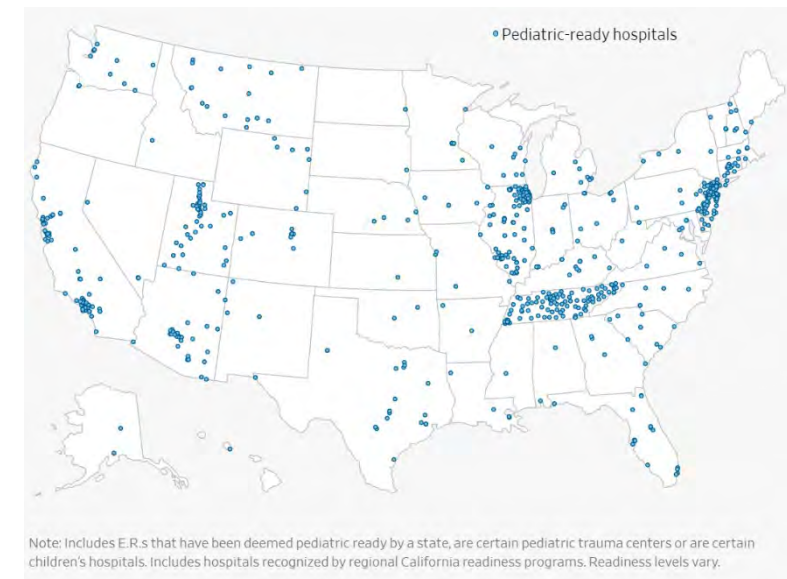 Pediatric-ready hospitals
Note: Includes E.R.s that have been deemed pediatric ready by a state, are certain pediatric trauma centers or are certain
children's hospitals. Includes hospitals recognized by regional California readiness programs. Readiness levels vary.